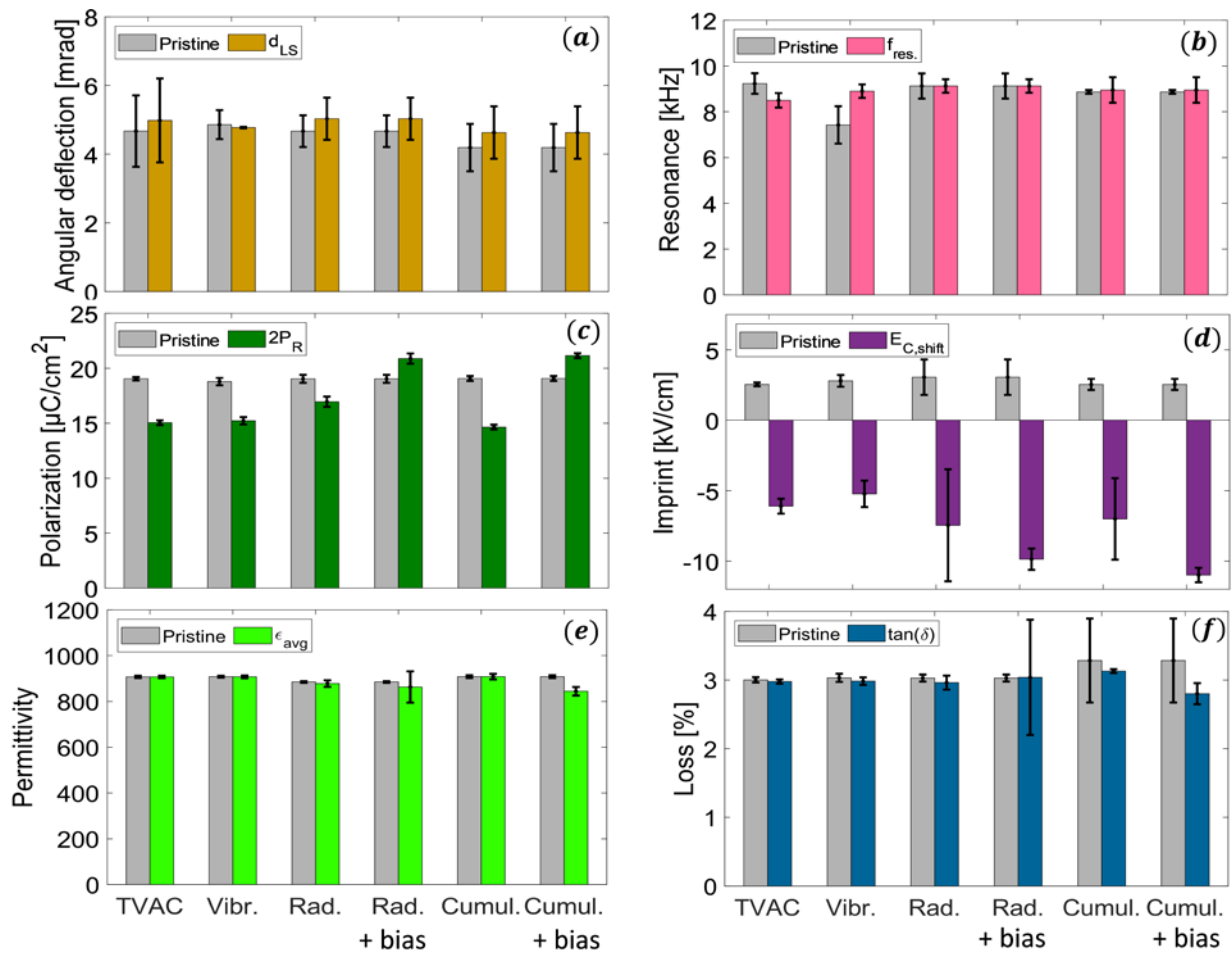 (a)
Pristine d_LS
Angular deflection [mrad]
8
6
4
2
0
(b)
Pristine f_res.
Resonance [kHz]
12
10
8
6
4
2
0
(c)
Pristine 2P_R
Polarization [µC/cm²]
25
20
15
10
5
0
(d)
Pristine E_C,shift
Imprint [kV/cm]
5
0
-5
-10
(e)
Pristine ϵ_avg
Permittivity
1200
1000
800
600
400
200
0
TVAC Vibr. Rad. Rad. Cumul. Cumul.
+ bias + bias
(f)
Pristine tan(δ)
Loss [%]
4
3
2
1
0
TVAC Vibr. Rad. Rad. Cumul. Cumul.
+ bias + bias